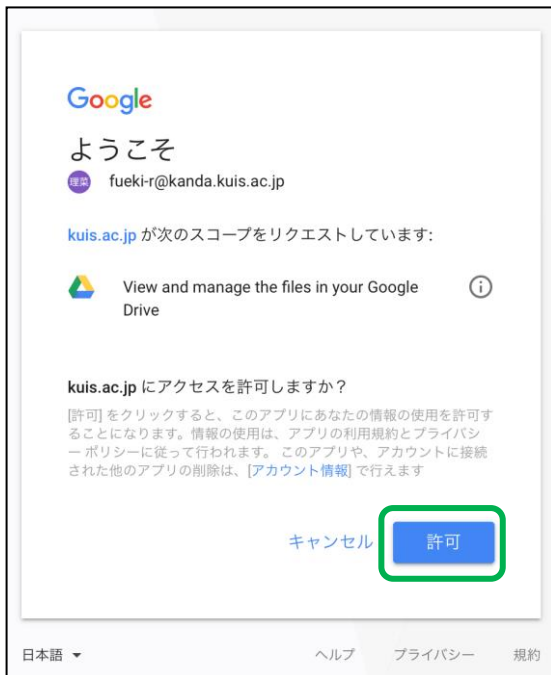 Google
ようこそ
理菜 fueki-r@kanda.kuis.ac.jp
kuis.ac.jp が次のスコープをリクエストしています:
View and manage the files in your Google
Drive
kuis.ac.jp にアクセスを許可しますか？
[許可] をクリックすると、このアプリにあなたの情報の使用を許可す
ることになります。情報の使用は、アプリの利用規約とプライバシ
ー ポリシーに従って行われます。 このアプリや、アカウントに接続
された他のアプリの削除は、[アカウント情報] で行えます
キャンセル 許可
日本語 ヘルプ プライバシー 規約